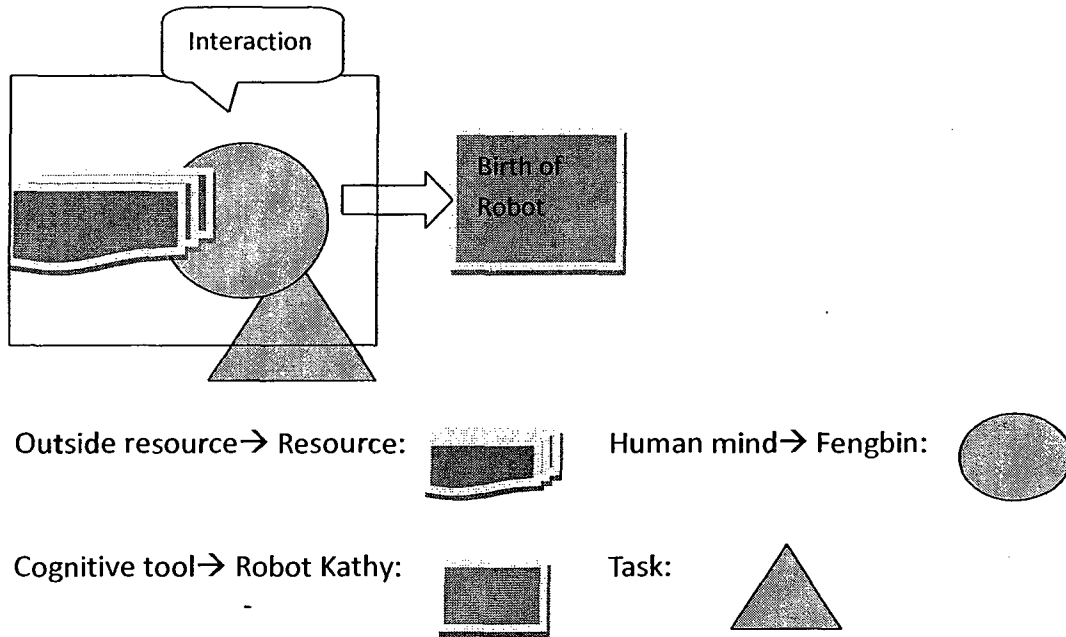 Interaction
Birth of
Robot
Outside resource→ Resource:
Human mind→ Fengbin:
Cognitive tool→ Robot Kathy:
Task: